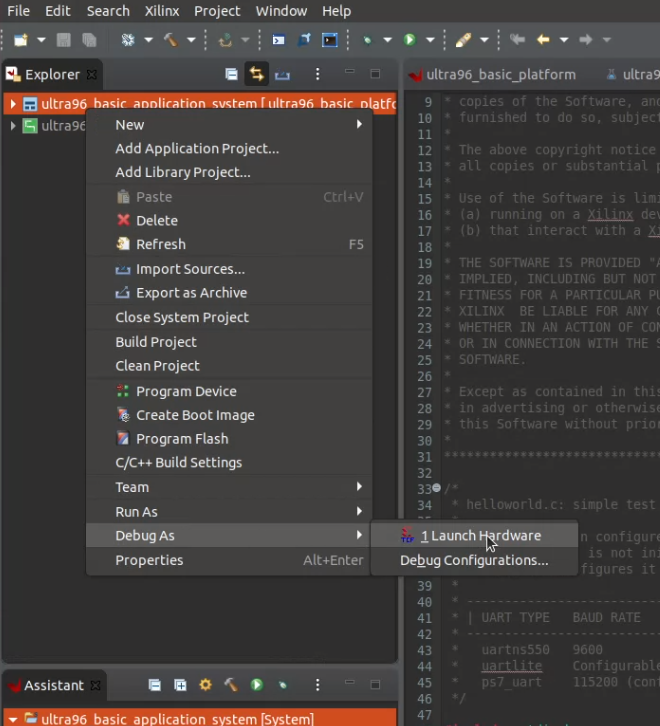 File Edit Search Xilinx Project Window Help
Explorer
ultra96_basic_platform
ultra9
ultra96_basic_application_system [ ultra96_basic_platfo
ultra96
New
Add Application Project...
Add Library Project...
Paste Ctrl+V
Delete
Refresh F5
Import Sources...
Export as Archive
Close System Project
Build Project
Clean Project
Program Device
Create Boot Image
Program Flash
C/C++ Build Settings
Team
Run As
Debug As
Properties Alt+Enter
1 Launch Hardware
Debug Configurations...
9 * copies of the Software, and
10 * furnished to do so, subject
11 *
12 * The above copyright notice
13 * all copies or substantial p
14 *
15 * Use of the Software is limi
16 * (a) running on a Xilinx dev
17 * (b) that interact with a Xi
18 *
19 * THE SOFTWARE IS PROVIDED "A
20 * IMPLIED, INCLUDING BUT NOT
21 * FITNESS FOR A PARTICULAR PU
22 * XILINX BE LIABLE FOR ANY C
23 * WHETHER IN AN ACTION OF CON
24 * OR IN CONNECTION WITH THE S
25 * SOFTWARE.
26 *
27 * Except as contained in this
28 * in advertising or otherwise
29 * this Software without prior
30 *
31 ****************************
32
33 /*
34 * helloworld.c: simple test
n configure
is not ini
figures it
39 *
40 * --------------------
41 * | UART TYPE BAUD RATE
42 * --------------------
43 * uartns550 9600
44 * uartlite Configurable
45 * ps7_uart 115200 (con
46 */
47
Assistant
ultra96_basic_application_system [System]